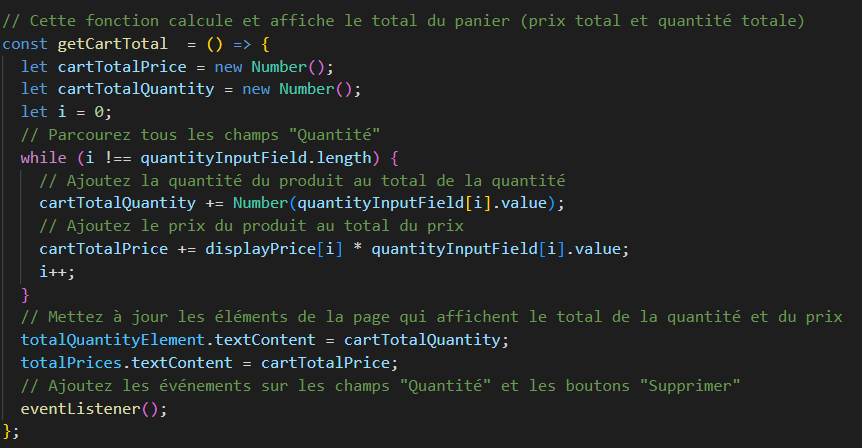 // Cette fonction calcule et affiche le total du panier (prix total et quantité totale)
const getCartTotal  = () => {
  let cartTotalPrice = new Number();
  let cartTotalQuantity = new Number();
  let i = 0;
  // Parcourez tous les champs "Quantité"
  while (i !== quantityInputField.length) {
    // Ajoutez la quantité du produit au total de la quantité
    cartTotalQuantity += Number(quantityInputField[i].value);
    // Ajoutez le prix du produit au total du prix
    cartTotalPrice += displayPrice[i] * quantityInputField[i].value;
    i++;
  }
  // Mettez à jour les éléments de la page qui affichent le total de la quantité et du prix
  totalQuantityElement.textContent = cartTotalQuantity;
  totalPrices.textContent = cartTotalPrice;
  // Ajoutez les événements sur les champs "Quantité" et les boutons "Supprimer"
  eventListener();
};